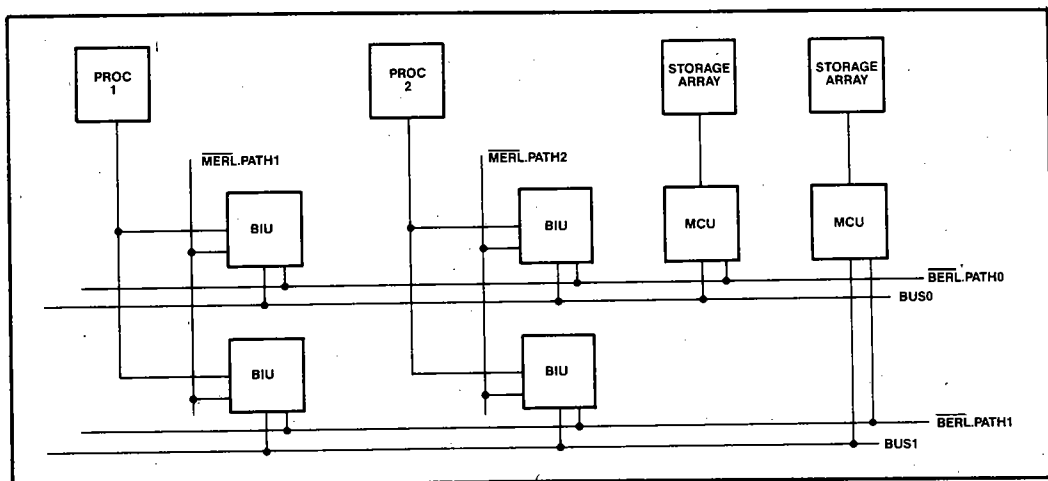 PROC
1
PROC
2
STORAGE
ARRAY
STORAGE
ARRAY
MERL.PATH1
MERL.PATH2
BIU
BIU
MCU
MCU
BERL.PATH0
BUS0
BIU
BIU
BERL.PATH1
BUS1